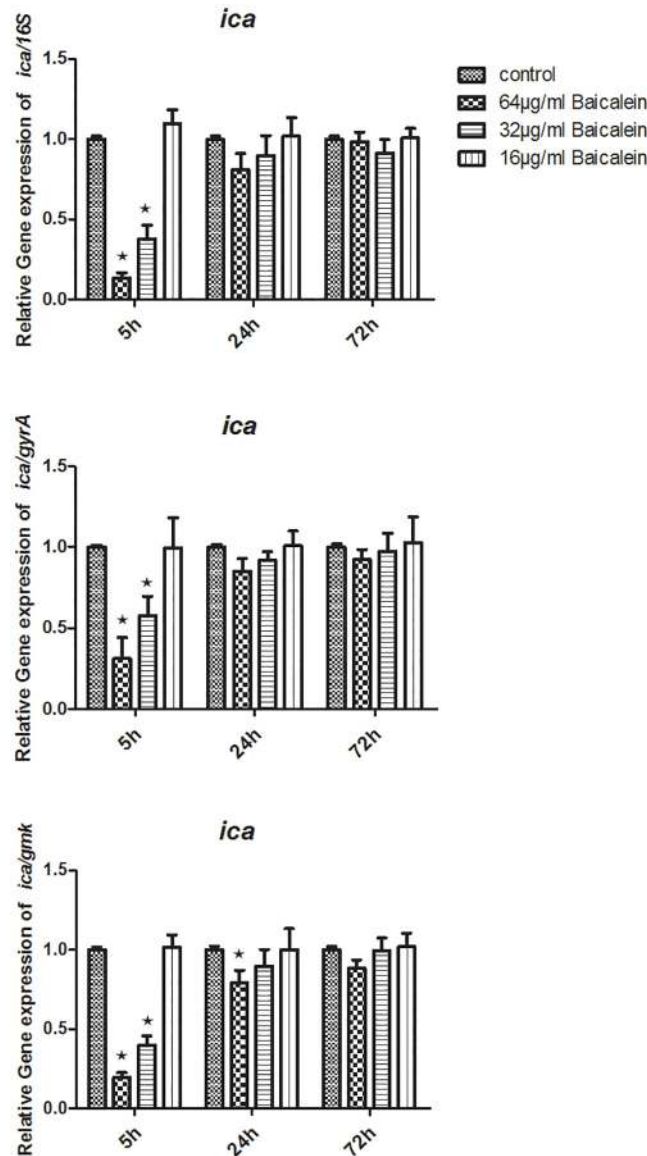 ica
Relative Gene expression of ica/16S
1.5
1.0
0.5
0.0
5h
24h
72h
control
64μg/ml Baicalein
32μg/ml Baicalein
16μg/ml Baicalein
ica
Relative Gene expression of ica/gyrA
1.5
1.0
0.5
0.0
5h
24h
72h
ica
Relative Gene expression of ica/gmk
1.5
1.0
0.5
0.0
5h
24h
72h